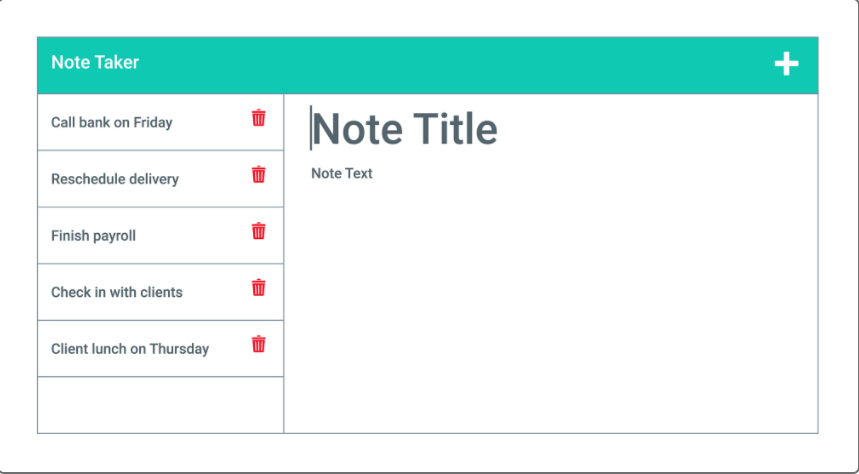 Note Taker
Call bank on Friday
Reschedule delivery
Finish payroll
Check in with clients
Client lunch on Thursday
Note Title
Note Text